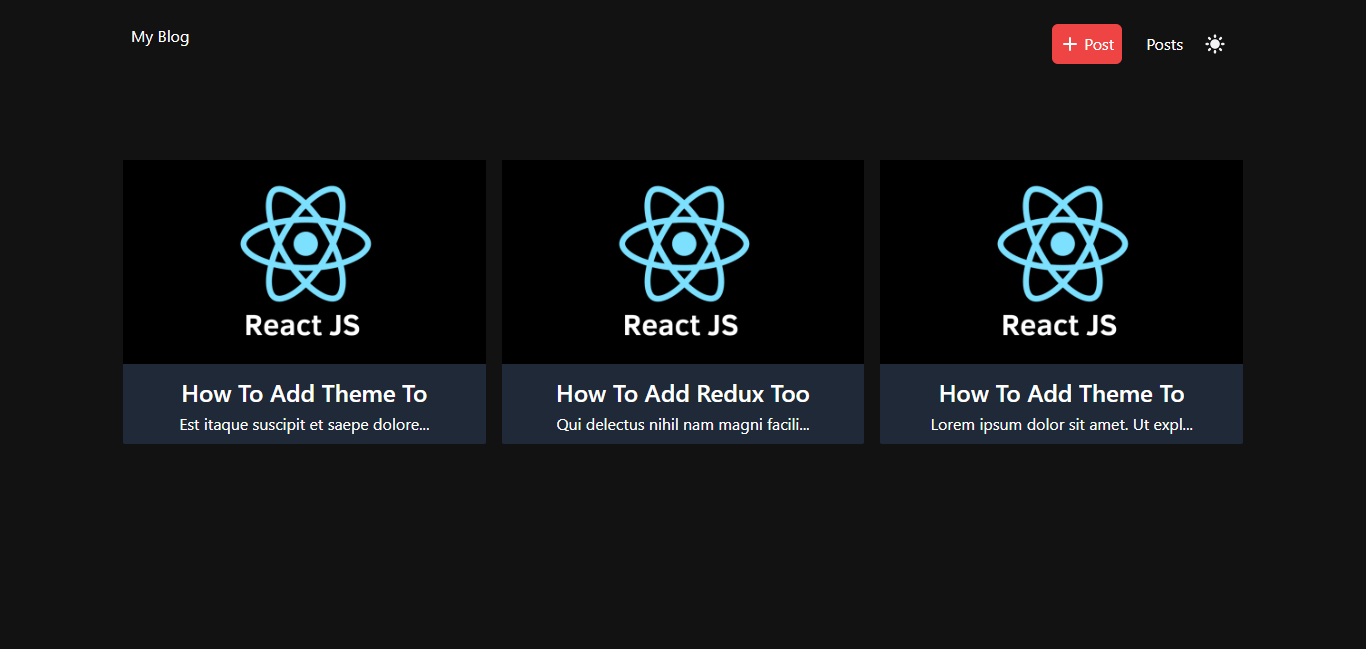 My Blog
+ Post
Posts
React JS
React JS
React JS
How To Add Theme To
Est itaque suscipit et saepe dolore...
How To Add Redux Too
Qui delectus nihil nam magni facili...
How To Add Theme To
Lorem ipsum dolor sit amet. Ut expl...